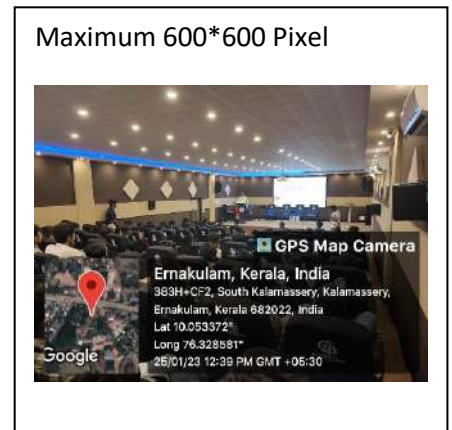 Maximum 600*600 Pixel
GPS Map Camera
Ernakulam, Kerala, India
383H+CF2, South Kalamassery, Kalamassery,
Ernakulam, Kerala 682022, India
Lat 10.053372°
Long 76.328581°
25/01/23 12:39 PM GMT +05:30
Google